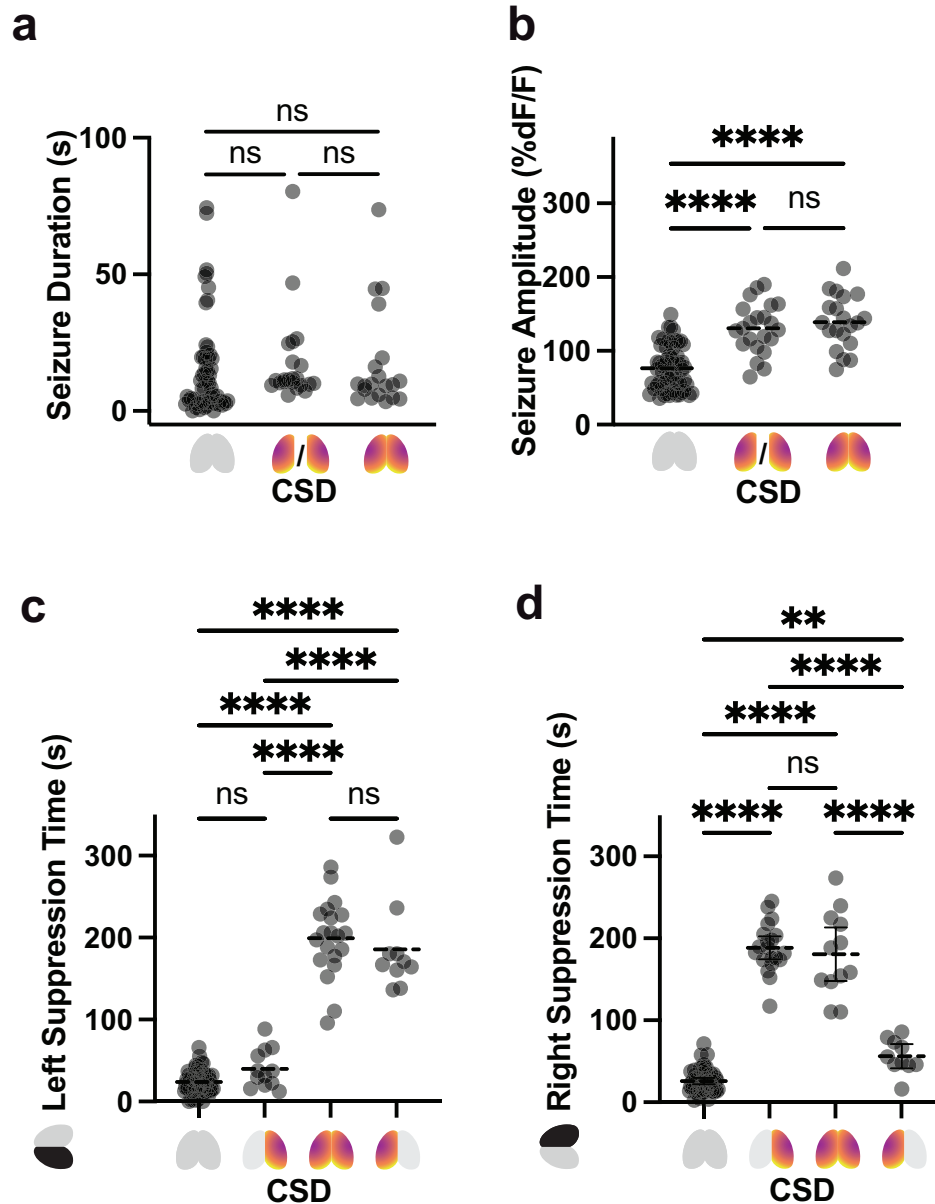 a
Seizure Duration (s)
100
50
0
ns
ns
ns
/
CSD
b
Seizure Amplitude (%dF/F)
300
200
100
0
****
****
ns
/
CSD
c
Left Suppression Time (s)
300
200
100
0
****
****
****
****
ns
ns
CSD
d
Right Suppression Time (s)
300
200
100
0
**
****
****
ns
****
****
CSD